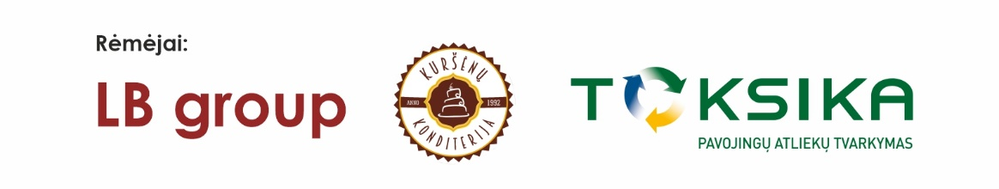 Rėmėjai:
LB group
KURŠĖNŲ
ANNO 1992
KONDITERIJA
TOKSIKA
PAVOJINGŲ ATLIEKŲ TVARKYMAS